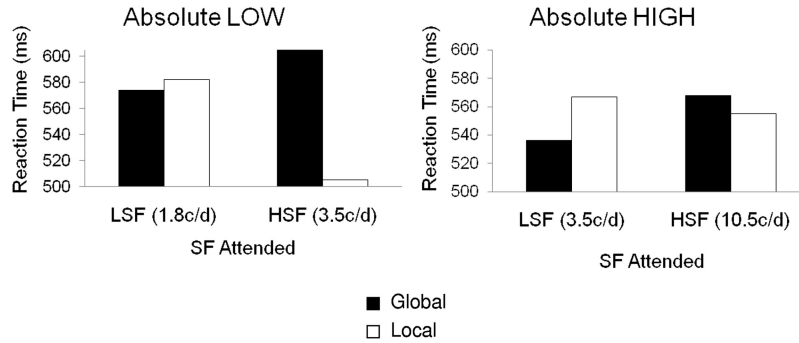 Absolute LOW
Reaction Time (ms)
600
580
560
540
520
500
LSF (1.8c/d) HSF (3.5c/d)
SF Attended
Absolute HIGH
Reaction Time (ms)
600
580
560
540
520
500
LSF (3.5c/d) HSF (10.5c/d)
SF Attended
Global
Local